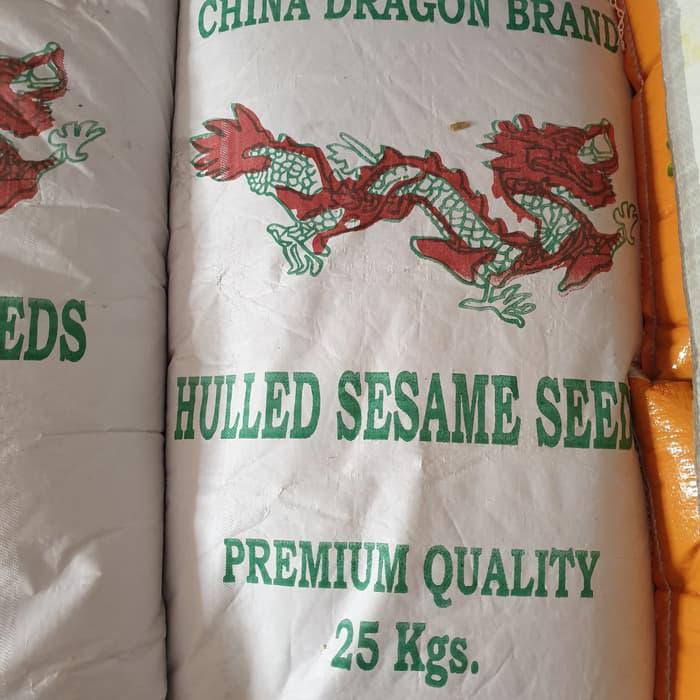 CHINA DRAGON BRAND
EDS
HULLED SESAME SEED
PREMIUM QUALITY
25 Kgs.